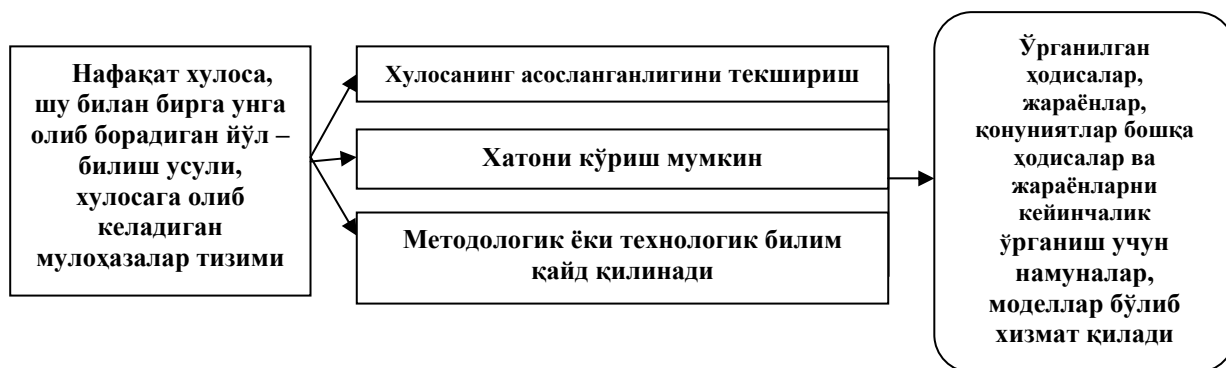 Нафақат хулоса,
шу билан бирга унга
олиб борадиган йўл –
билиш усули,
хулосага олиб
келадиган
мулоҳазалар тизими
Хулосанинг асосланганлигини текшириш
Хатони кўриш мумкин
Методологик ёки технологик билим
қайд қилинади
Ўрганилган
ҳодисалар,
жараёнлар,
қонуниятлар бошқа
ҳодисалар ва
жараёнларни
кейинчалик
ўрганиш учун
намуналар,
моделлар бўлиб
хизмат қилади